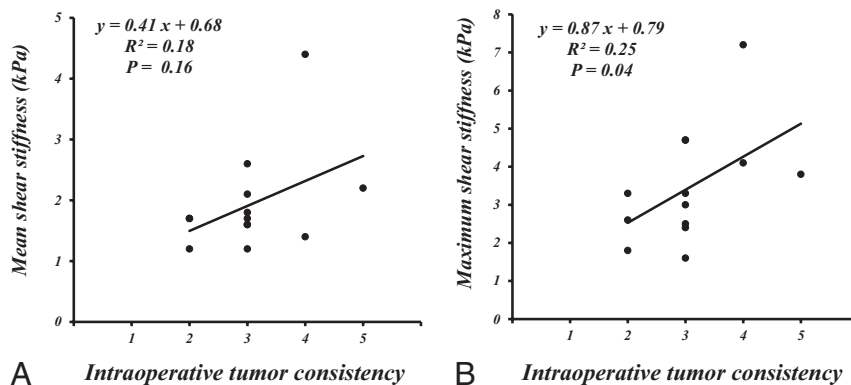 y = 0.41 x + 0.68
R² = 0.18
P = 0.16
Mean shear stiffness (kPa)
5
4
3
2
1
0
1 2 3 4 5
A Intraoperative tumor consistency
y = 0.87 x + 0.79
R² = 0.25
P = 0.04
Maximum shear stiffness (kPa)
8
7
6
5
4
3
2
1
0
1 2 3 4 5
B Intraoperative tumor consistency